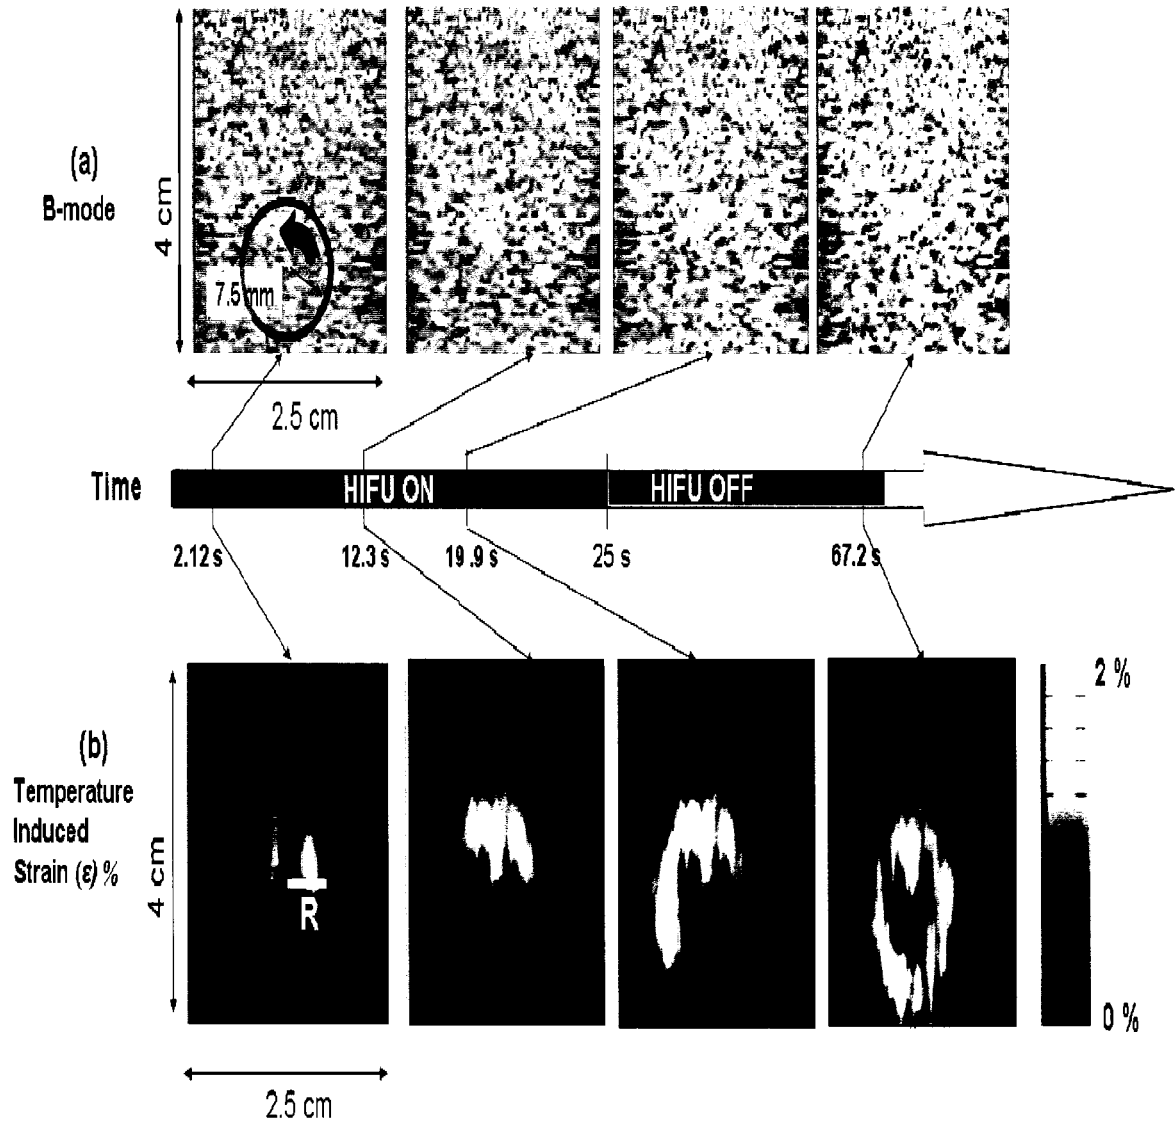 (a)
B-mode
4 cm
7.5 mm
2.5 cm
Time
HIFU ON
HIFU OFF
2.12 s
12.3 s
19.9 s
25 s
67.2 s
(b)
Temperature
Induced
Strain (ε) %
4 cm
R
2 %
0 %
2.5 cm